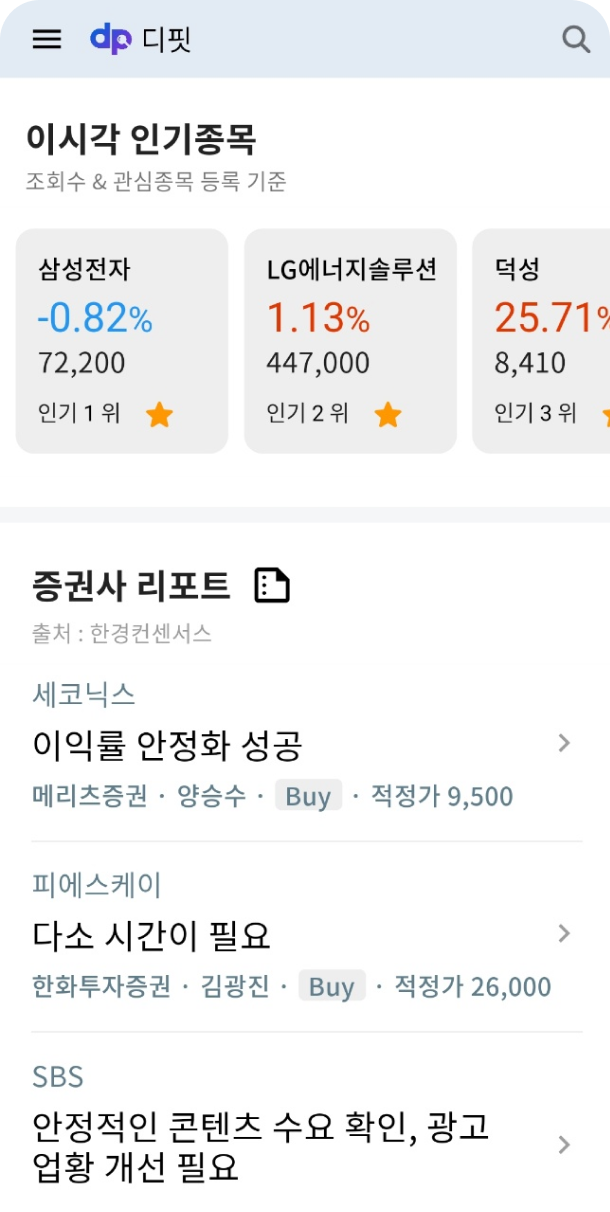 dp 디핏
이시각 인기종목
조회수 & 관심종목 등록 기준
삼성전자
-0.82%
72,200
인기 1 위
LG에너지솔루션
1.13%
447,000
인기 2 위
덕성
25.71%
8,410
인기 3 위
증권사 리포트
출처 : 한경컨센서스
세코닉스
이익률 안정화 성공
메리츠증권 · 양승수 · Buy · 적정가 9,500
피에스케이
다소 시간이 필요
한화투자증권 · 김광진 · Buy · 적정가 26,000
SBS
안정적인 콘텐츠 수요 확인, 광고
업황 개선 필요